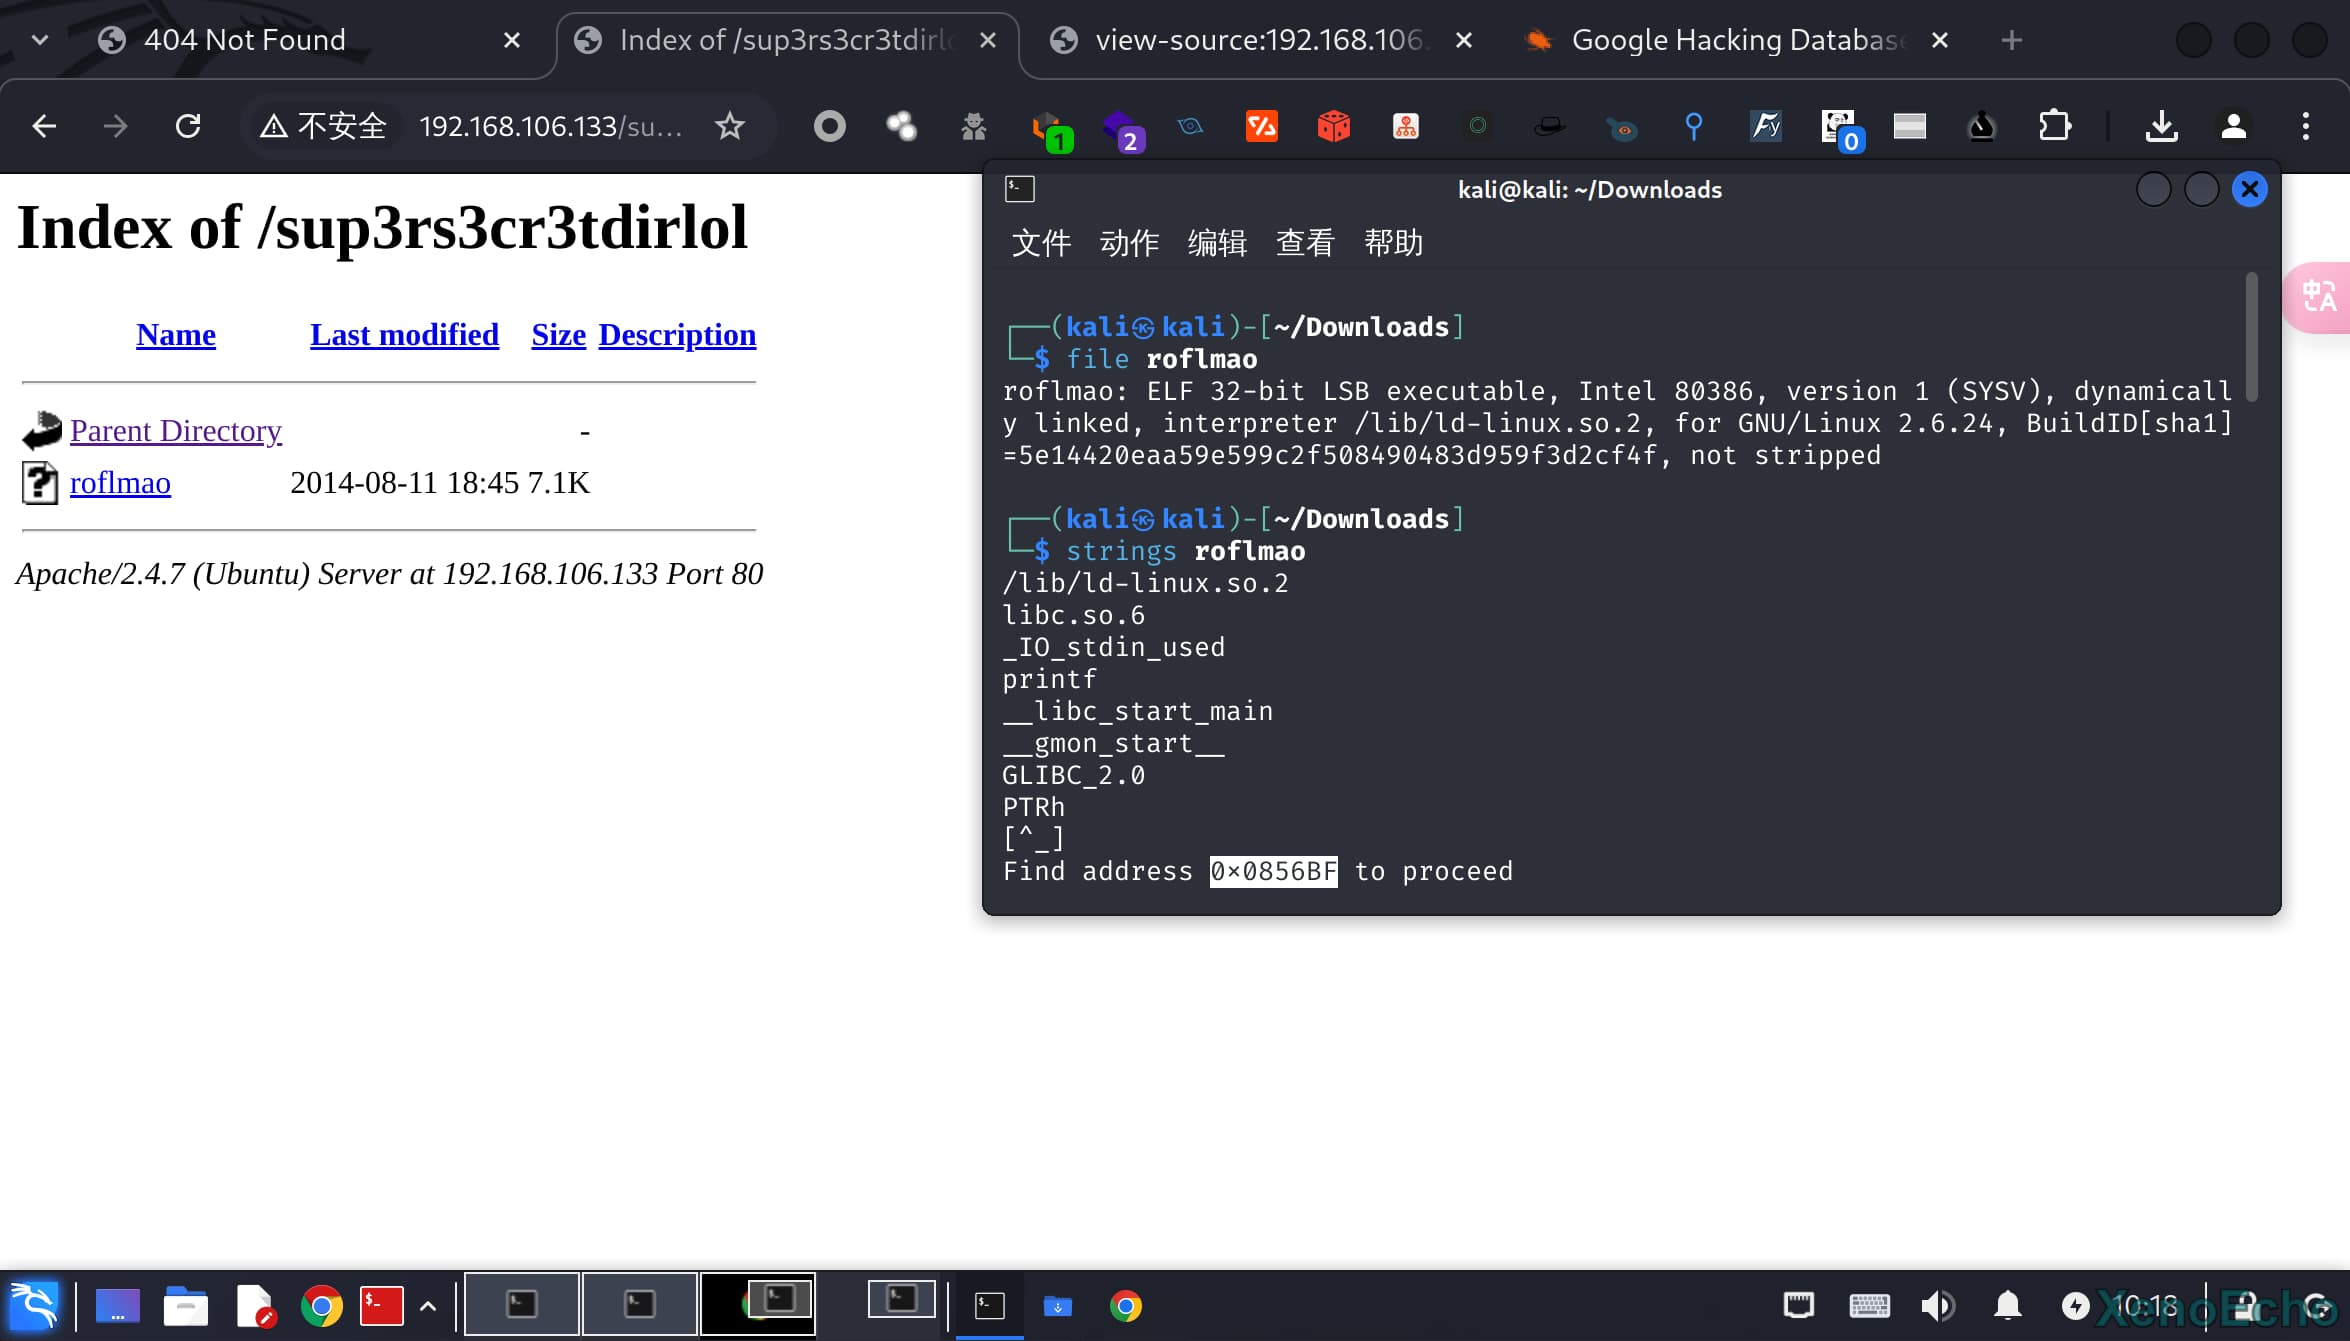 404 Not Found
Index of /sup3rs3cr3tdirlo
view-source:192.168.106.
Google Hacking Databas
不安全
192.168.106.133/su…
1
2
0
Index of /sup3rs3cr3tdirlol
Name Last modified Size Description
Parent Directory -
roflmao 2014-08-11 18:45 7.1K
Apache/2.4.7 (Ubuntu) Server at 192.168.106.133 Port 80
kali@kali: ~/Downloads
文件 动作 编辑 查看 帮助
┌──(kali㉿kali)-[~/Downloads]
└─$ file roflmao
roflmao: ELF 32-bit LSB executable, Intel 80386, version 1 (SYSV), dynamicall
y linked, interpreter /lib/ld-linux.so.2, for GNU/Linux 2.6.24, BuildID[sha1]
=5e14420eaa59e599c2f508490483d959f3d2cf4f, not stripped
┌──(kali㉿kali)-[~/Downloads]
└─$ strings roflmao
/lib/ld-linux.so.2
libc.so.6
_IO_stdin_used
printf
__libc_start_main
__gmon_start__
GLIBC_2.0
PTRh
[^_]
Find address 0×0856BF to proceed
10:18
XenoEcho